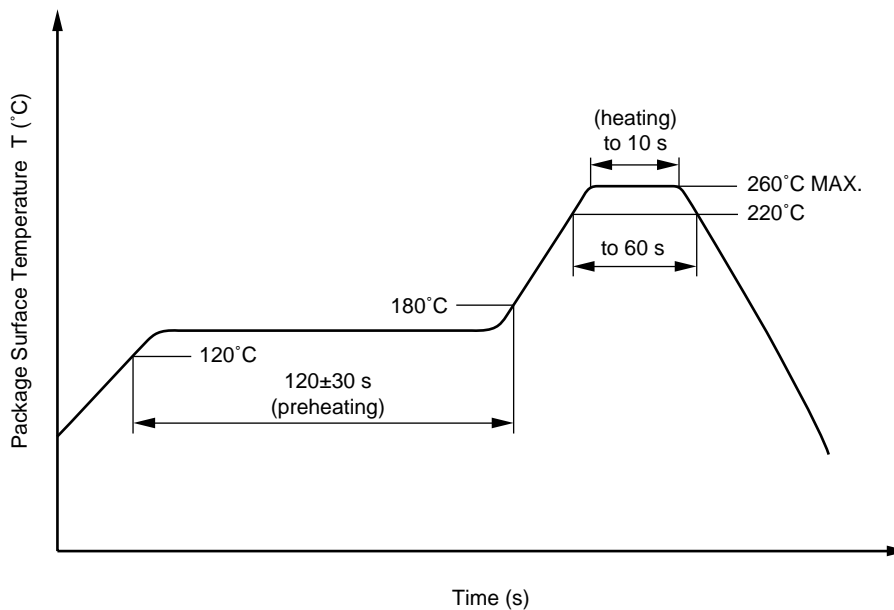 Package Surface Temperature T (˚C)
(heating)
to 10 s
260˚C MAX.
220˚C
to 60 s
180˚C
120˚C
120±30 s
(preheating)
Time (s)